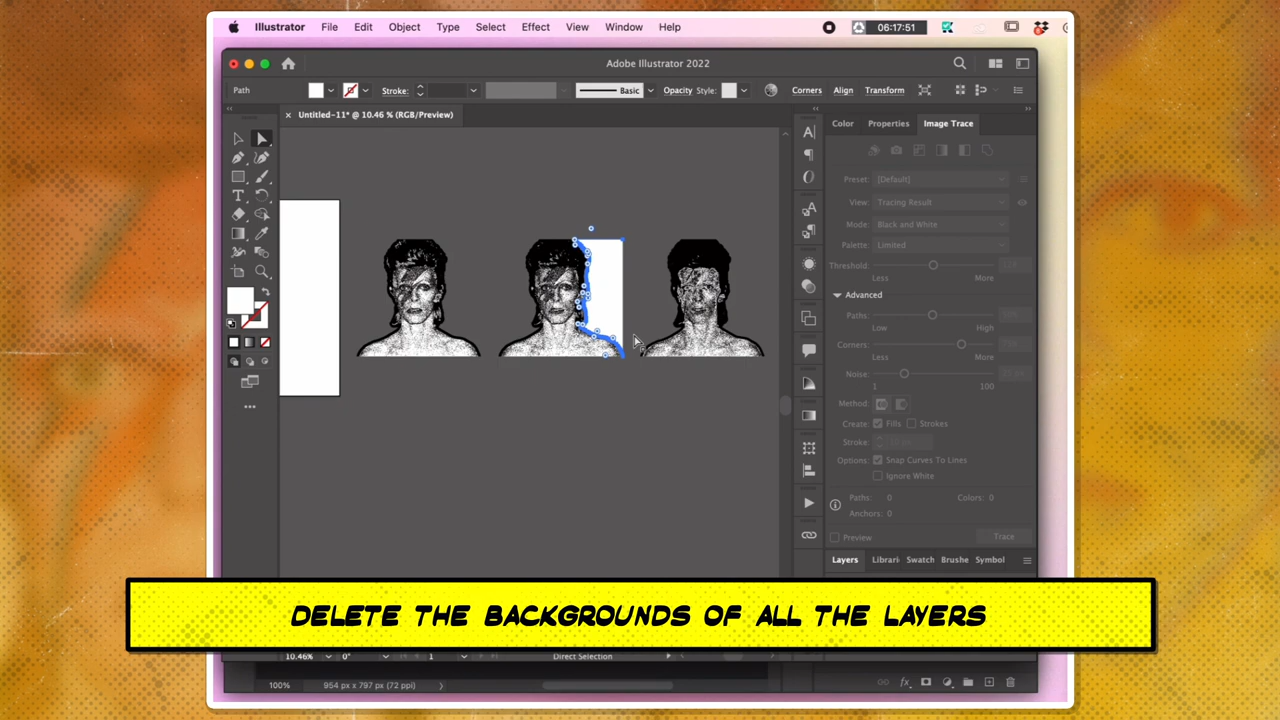 Illustrator File Edit Object Type Select Effect View Window Help 06:17:51
Adobe Illustrator 2022
Path Stroke: Basic Opacity Style: Corners Align Transform
× Untitled-11* @ 10.46 % (RGB/Preview)
Color Properties Image Trace
Preset: [Default]
View: Tracing Result
Mode: Black and White
Palette: Limited
Threshold:
Less More
Advanced
Paths:
Low High
Corners:
Less More
Noise:
1 100
Method:
Create: Fills Strokes
Stroke:
Options: Snap Curves To Lines
Ignore White
Paths: 0 Colors: 0
Anchors: 0
Preview Trace
Layers Librari Swatch Brushe Symbol
DELETE THE BACKGROUNDS OF ALL THE LAYERS
10.46% 0° 1 Direct Selection
100% 954 px x 797 px (72 ppi)